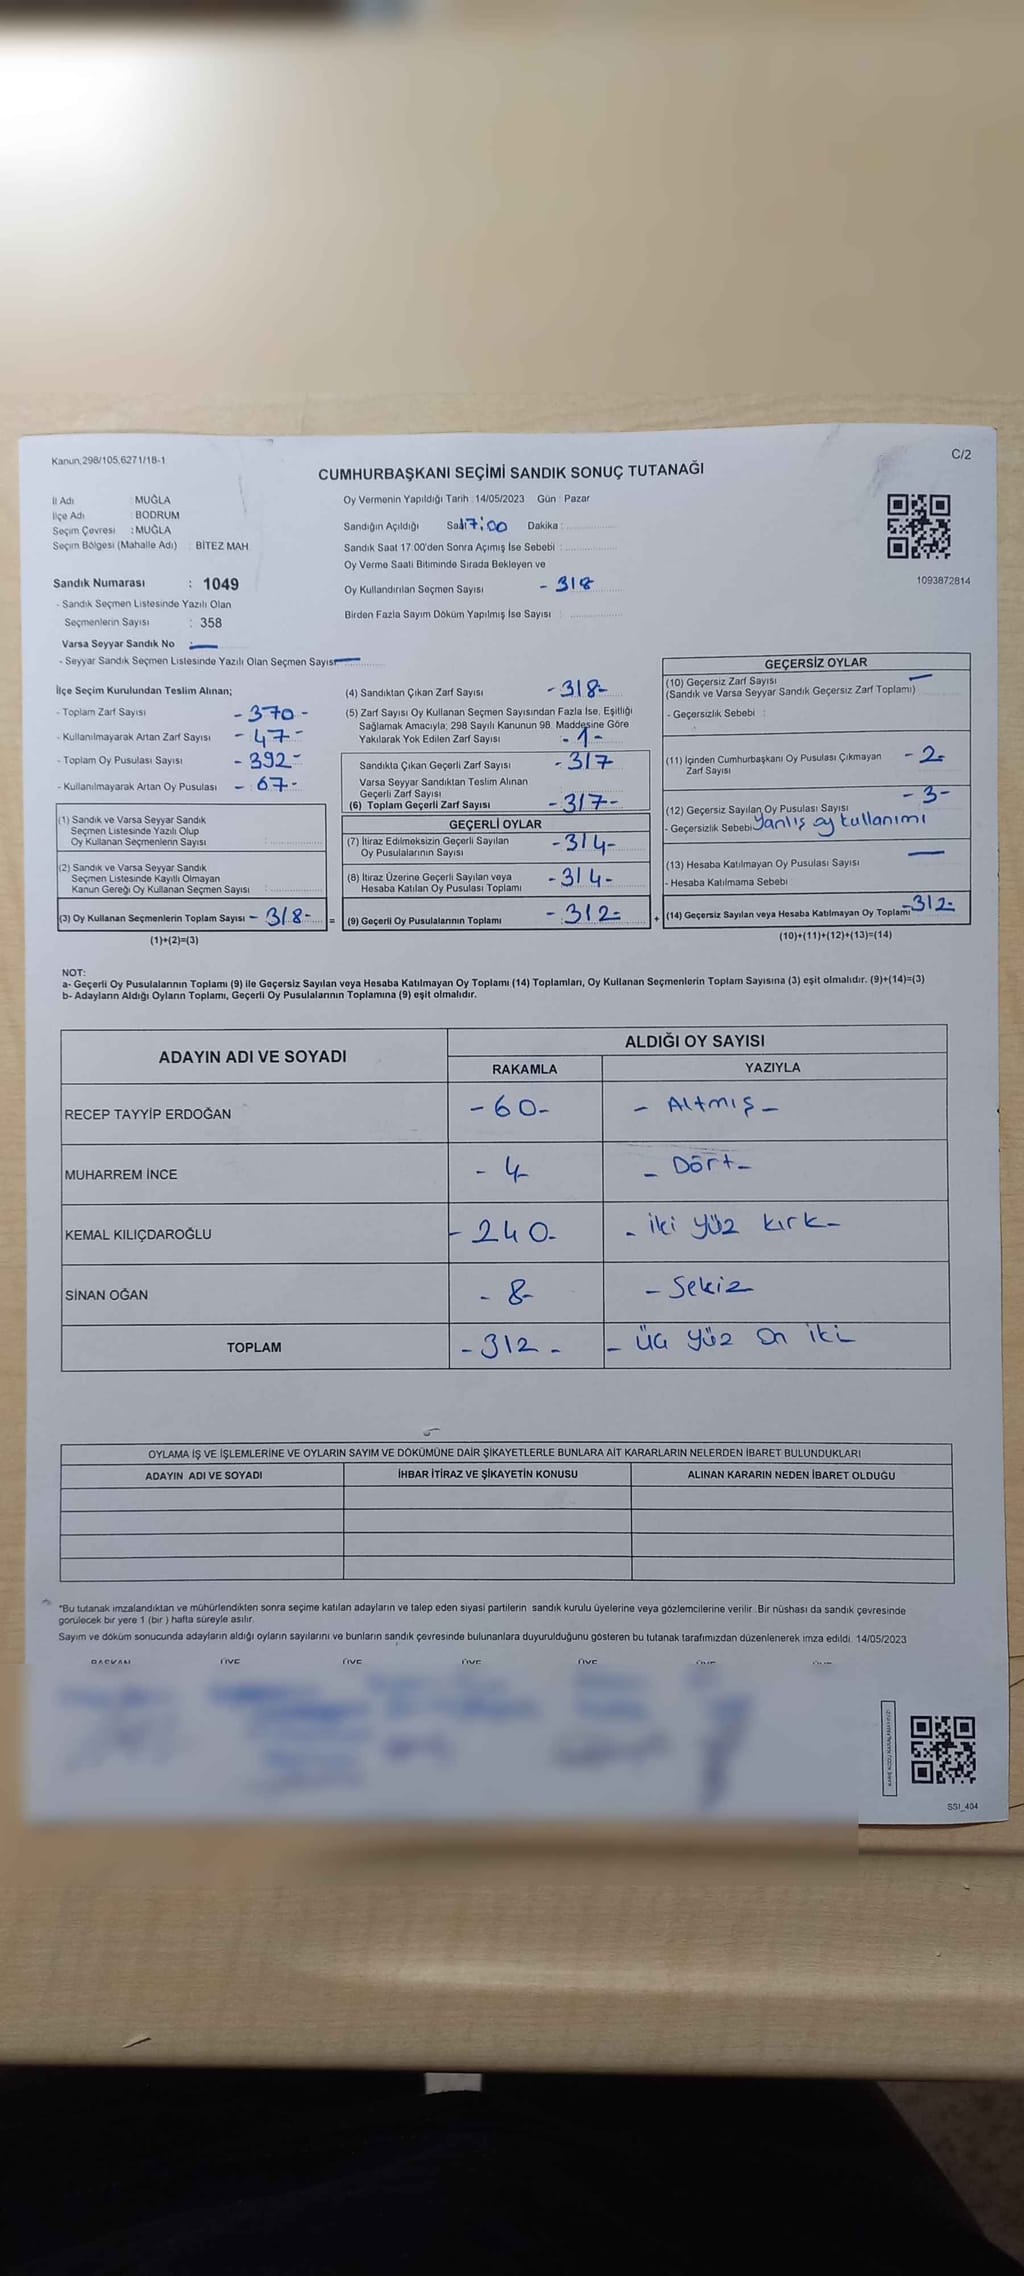 Kanun,298/105,6271/18-1
C/2
CUMHURBAŞKANI SEÇİMİ SANDIK SONUÇ TUTANAĞI
İl Adı : MUĞLA
İlçe Adı : BODRUM
Seçim Çevresi : MUĞLA
Seçim Bölgesi (Mahalle Adı) : BİTEZ MAH
Sandık Numarası : 1049
- Sandık Seçmen Listesinde Yazılı Olan
Seçmenlerin Sayısı : 358
Varsa Seyyar Sandık No :
- Seyyar Sandık Seçmen Listesinde Yazılı Olan Seçmen Sayısı
Oy Vermenin Yapıldığı Tarih : 14/05/2023 Gün : Pazar
Sandığın Açıldığı Saat 17:00 Dakika :
Sandık Saat 17.00'den Sonra Açımış İse Sebebi :
Oy Verme Saati Bitiminde Sırada Bekleyen ve
Oy Kullandırılan Seçmen Sayısı - 318
Birden Fazla Sayım Döküm Yapılmış İse Sayısı :
1093872814
İlçe Seçim Kurulundan Teslim Alınan;
- Toplam Zarf Sayısı - 370 -
- Kullanılmayarak Artan Zarf Sayısı - 47 -
- Toplam Oy Pusulası Sayısı - 392 -
- Kullanılmayarak Artan Oy Pusulası - 67 -
(1) Sandık ve Varsa Seyyar Sandık
Seçmen Listesinde Yazılı Olup
Oy Kullanan Seçmenlerin Sayısı :
(2) Sandık ve Varsa Seyyar Sandık
Seçmen Listesinde Kayıtlı Olmayan
Kanun Gereği Oy Kullanan Seçmen Sayısı :
(3) Oy Kullanan Seçmenlerin Toplam Sayısı - 318 - =
(1)+(2)=(3)
(4) Sandıktan Çıkan Zarf Sayısı - 318 -
(5) Zarf Sayısı Oy Kullanan Seçmen Sayısından Fazla İse, Eşitliği
Sağlamak Amacıyla; 298 Sayılı Kanunun 98. Maddesine Göre
Yakılarak Yok Edilen Zarf Sayısı - 1 -
Sandıkta Çıkan Geçerli Zarf Sayısı - 317
Varsa Seyyar Sandıktan Teslim Alınan
Geçerli Zarf Sayısı
(6) Toplam Geçerli Zarf Sayısı - 317 -
GEÇERLİ OYLAR
(7) İtiraz Edilmeksizin Geçerli Sayılan
Oy Pusulalarının Sayısı - 314 -
(8) İtiraz Üzerine Geçerli Sayılan veya
Hesaba Katılan Oy Pusulası Toplamı - 314 -
(9) Geçerli Oy Pusulalarının Toplamı - 312 - +
GEÇERSİZ OYLAR
(10) Geçersiz Zarf Sayısı
(Sandık ve Varsa Seyyar Sandık Geçersiz Zarf Toplamı)
- Geçersizlik Sebebi :
(11) İçinden Cumhurbaşkanı Oy Pusulası Çıkmayan - 2 -
Zarf Sayısı
(12) Geçersiz Sayılan Oy Pusulası Sayısı - 3 -
- Geçersizlik Sebebi Yanlış oy kullanımı
(13) Hesaba Katılmayan Oy Pusulası Sayısı
- Hesaba Katılmama Sebebi
(14) Geçersiz Sayılan veya Hesaba Katılmayan Oy Toplamı - 312 -
(10)+(11)+(12)+(13)=(14)
NOT:
a- Geçerli Oy Pusulalarının Toplamı (9) ile Geçersiz Sayılan veya Hesaba Katılmayan Oy Toplamı (14) Toplamları, Oy Kullanan Seçmenlerin Toplam Sayısına (3) eşit olmalıdır. (9)+(14)=(3)
b- Adayların Aldığı Oyların Toplamı, Geçerli Oy Pusulalarının Toplamına (9) eşit olmalıdır.
ADAYIN ADI VE SOYADI
ALDIĞI OY SAYISI
RAKAMLA YAZIYLA
RECEP TAYYİP ERDOĞAN - 60 - - Altmış -
MUHARREM İNCE - 4 - - Dört -
KEMAL KILIÇDAROĞLU - 240 - - iki yüz kırk -
SİNAN OĞAN - 8 - - Sekiz
TOPLAM - 312 - - Üç yüz on iki
OYLAMA İŞ VE İŞLEMLERİNE VE OYLARIN SAYIM VE DÖKÜMÜNE DAİR ŞİKAYETLERLE BUNLARA AİT KARARLARIN NELERDEN İBARET BULUNDUKLARI
ADAYIN ADI VE SOYADI İHBAR İTİRAZ VE ŞİKAYETİN KONUSU ALINAN KARARIN NEDEN İBARET OLDUĞU
"Bu tutanak imzalandıktan ve mühürlendikten sonra seçime katılan adayların ve talep eden siyasi partilerin sandık kurulu üyelerine veya gözlemcilerine verilir. Bir nüshası da sandık çevresinde
görülecek bir yere 1 (bir) hafta süreyle asılır.
Sayım ve döküm sonucunda adayların aldığı oyların sayılarını ve bunların sandık çevresinde bulunanlara duyurulduğunu gösteren bu tutanak tarafımızdan düzenlenerek imza edildi. 14/05/2023
BAŞKAN ÜYE ÜYE ÜYE ÜYE
SSI_404